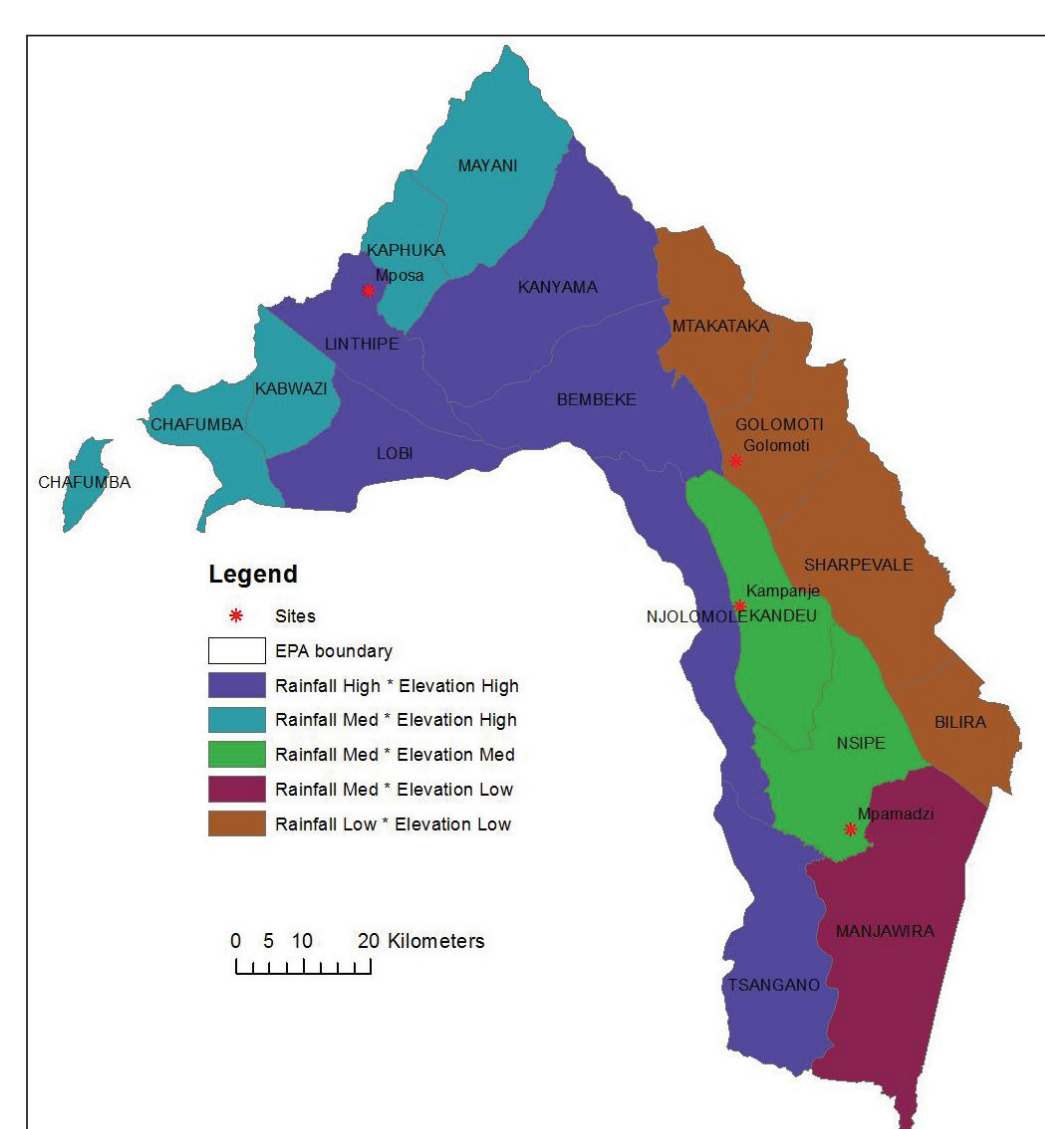 MAYANI
KAPHUKA
Mposa
KANYAMA
MTAKATAKA
LINTHIPE
KABWAZI
BEMBEKE
CHAFUMBA
GOLOMOTI
Golomoti
LOBI
CHAFUMBA
SHARPEVALE
Kampanje
NJOLOMOLE
KANDEU
BILIRA
NSIPE
Mpamadzi
MANJAWIRA
TSANGANO
Legend
Sites
EPA boundary
Rainfall High * Elevation High
Rainfall Med * Elevation High
Rainfall Med * Elevation Med
Rainfall Med * Elevation Low
Rainfall Low * Elevation Low
0 5 10 20 Kilometers